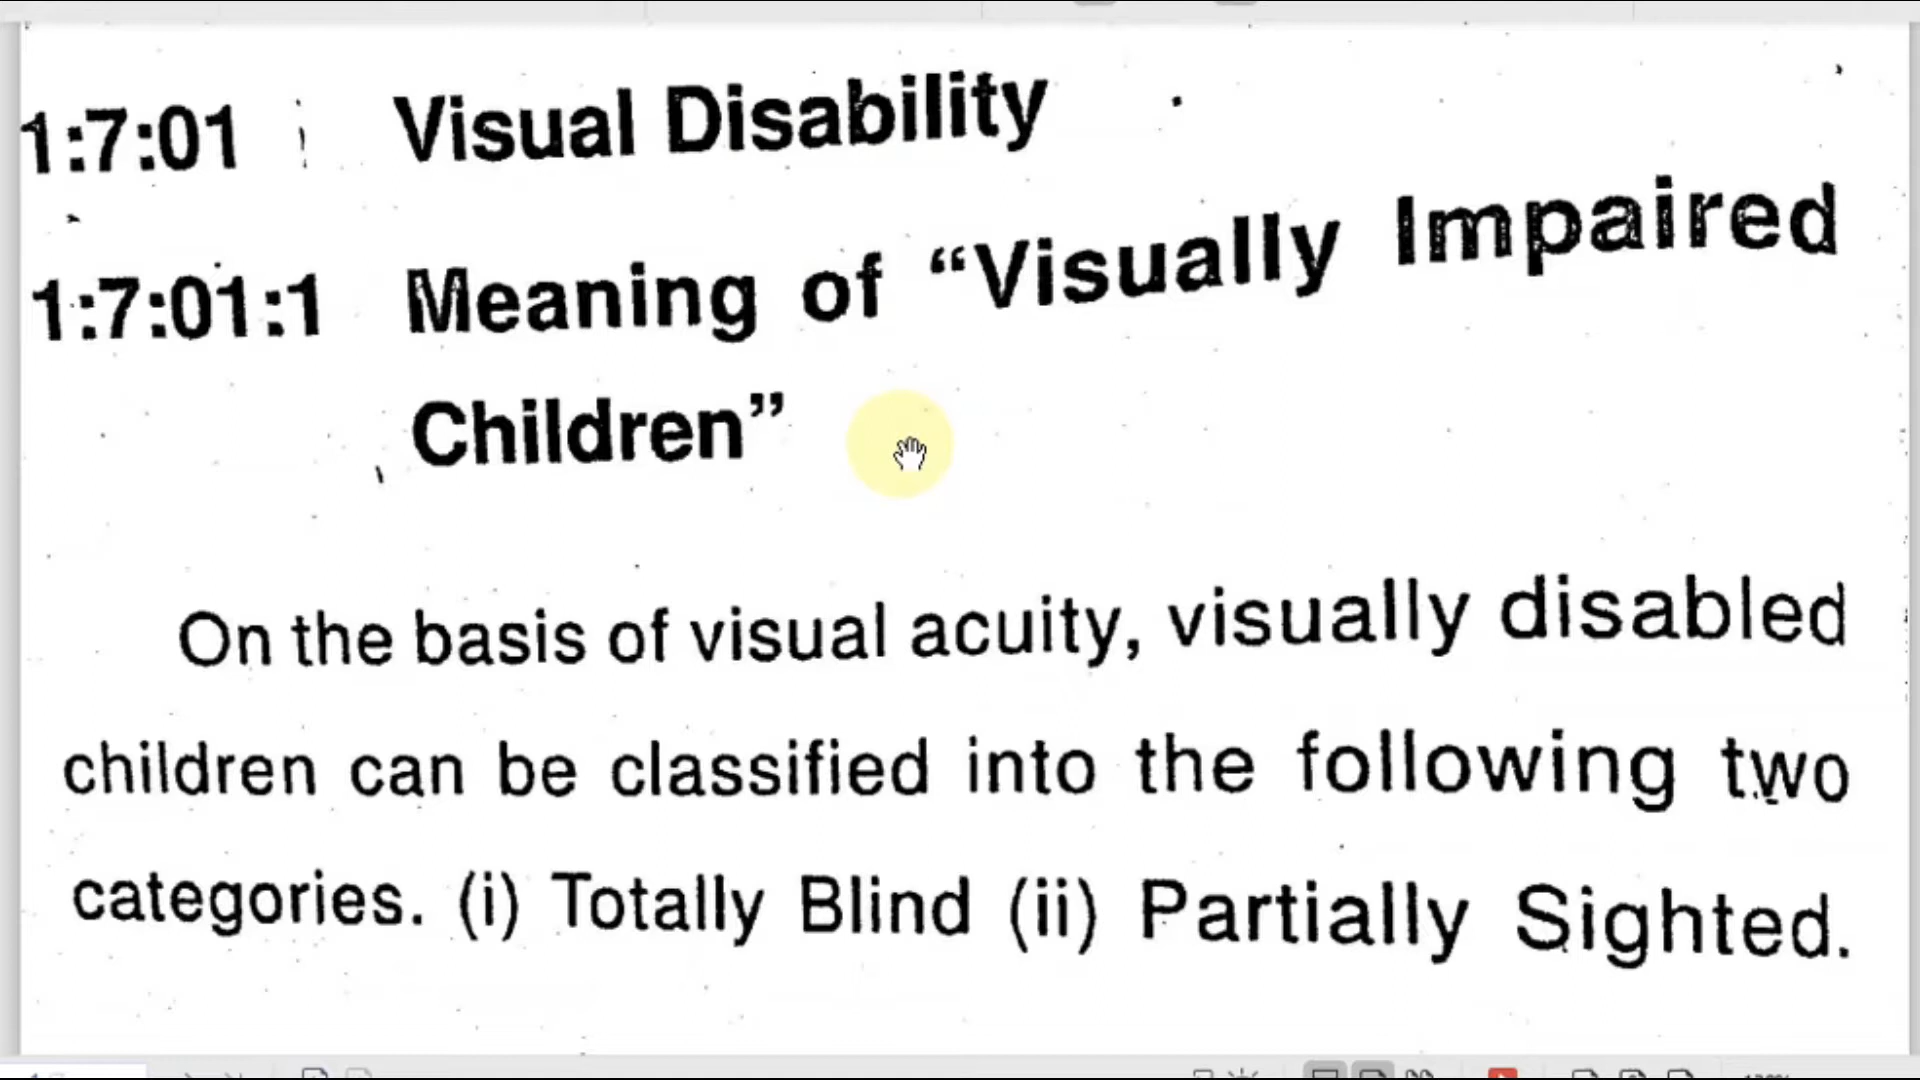 1:7:01 Visual Disability
1:7:01:1 Meaning of “Visually Impaired
Children”
On the basis of visual acuity, visually disabled
children can be classified into the following two
categories. (i) Totally Blind (ii) Partially Sighted.